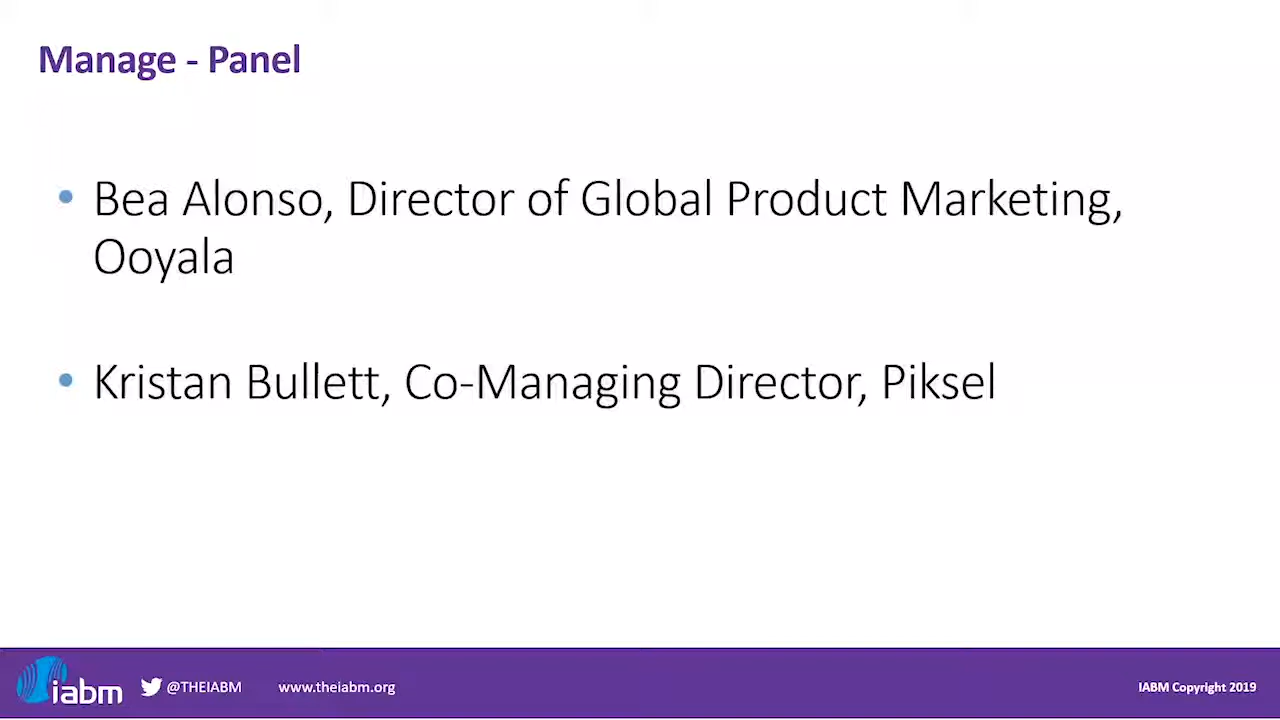 Manage - Panel
• Bea Alonso, Director of Global Product Marketing,
Ooyala
• Kristan Bullett, Co-Managing Director, Piksel
iabm @THEIABM www.theiabm.org IABM Copyright 2019